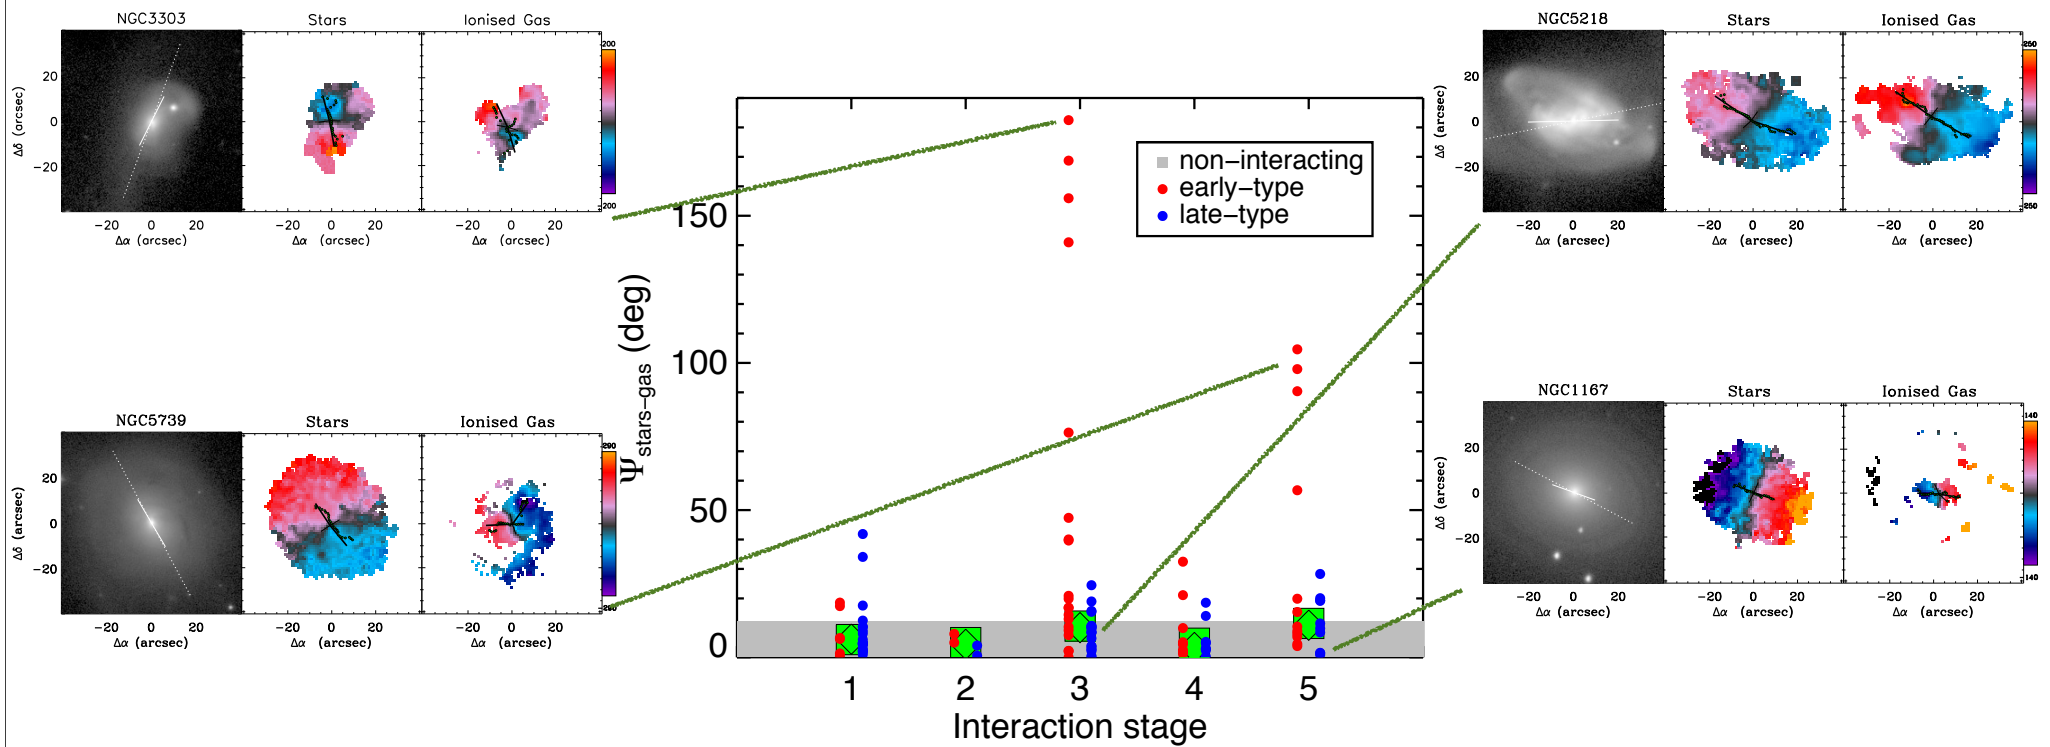 NGC3303 Stars Ionised Gas
200
20
0
−20
Δδ (arcsec)
200
−20 0 20 −20 0 20 −20 0 20
Δα (arcsec) Δα (arcsec) Δα (arcsec)
NGC5739 Stars Ionised Gas
20
0
−20
Δδ (arcsec)
−20 0 20 −20 0 20 −20 0 20
Δα (arcsec) Δα (arcsec) Δα (arcsec)
non−interacting
early−type
late−type
150
100
50
0
Ψstars−gas (deg)
1 2 3 4 5
Interaction stage
NGC5218 Stars Ionised Gas
250
20
0
−20
Δδ (arcsec)
250
−20 0 20 −20 0 20 −20 0 20
Δα (arcsec) Δα (arcsec) Δα (arcsec)
NGC1167 Stars Ionised Gas
140
20
0
−20
Δδ (arcsec)
140
−20 0 20 −20 0 20 −20 0 20
Δα (arcsec) Δα (arcsec) Δα (arcsec)